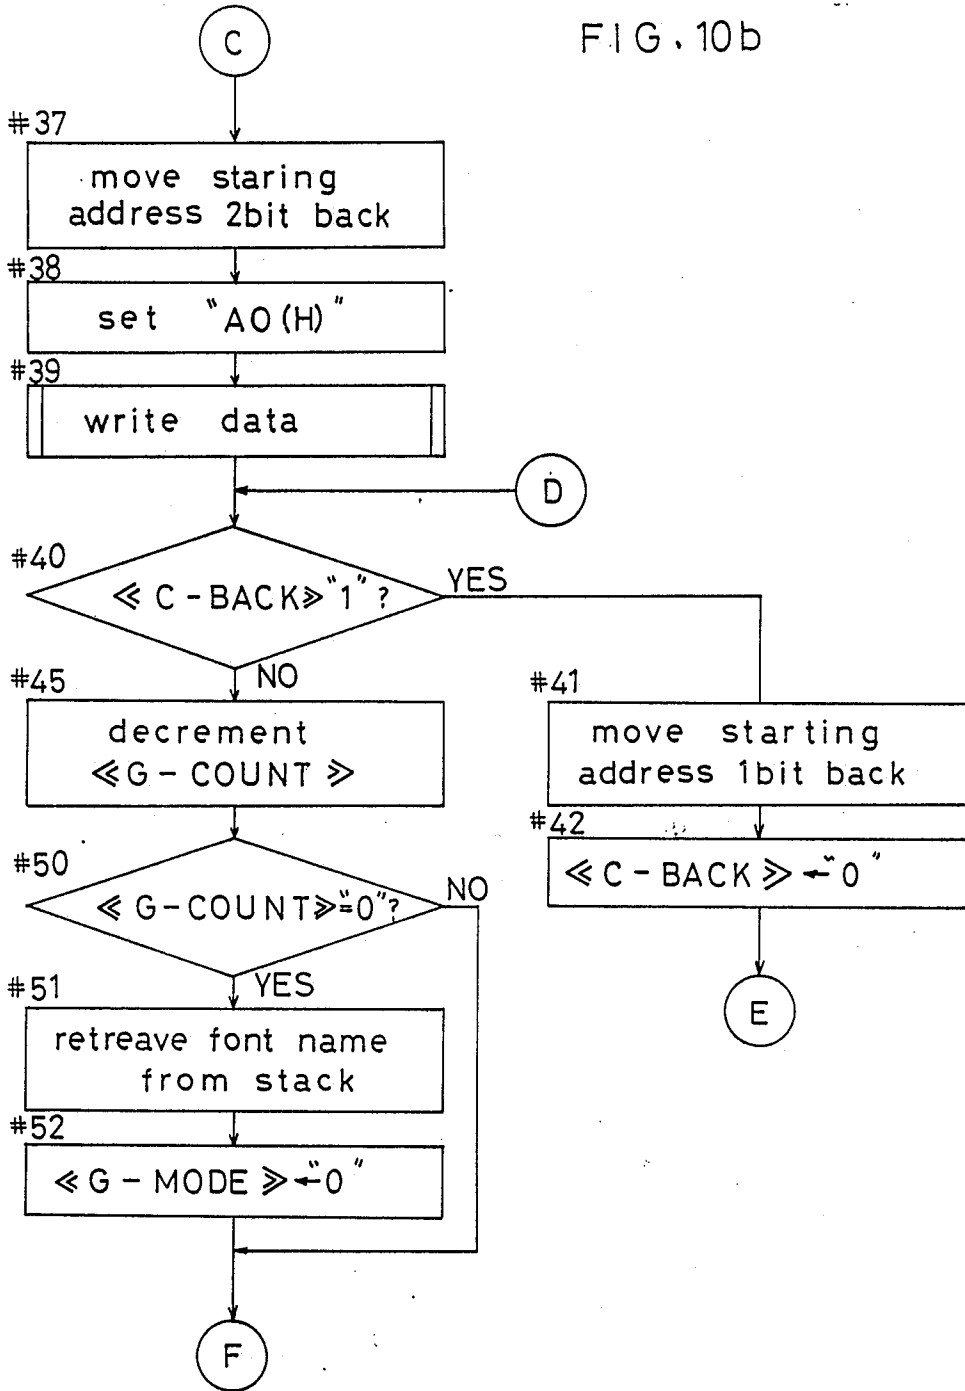 FIG. 10b
C
#37
move staring
address 2bit back
#38
set "A0(H)"
#39
write data
D
#40
≪ C-BACK≫"1"?
YES
NO
#45
decrement
≪G-COUNT≫
#41
move starting
address 1bit back
#42
≪C-BACK≫←"0"
#50
≪G-COUNT≫="0"?
NO
YES
E
#51
retreave font name
from stack
#52
≪G-MODE≫←"0"
F